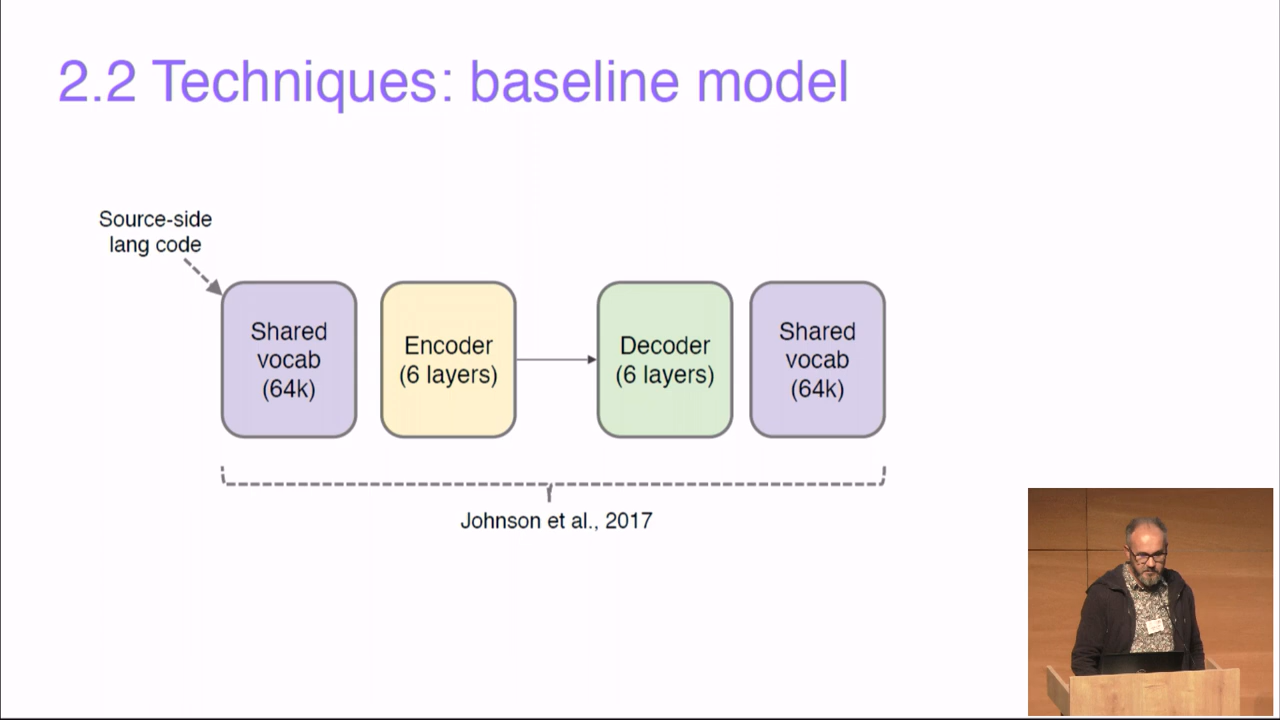 2.2 Techniques: baseline model
Source-side
lang code
Shared
vocab
(64k)
Encoder
(6 layers)
Decoder
(6 layers)
Shared
vocab
(64k)
Johnson et al., 2017